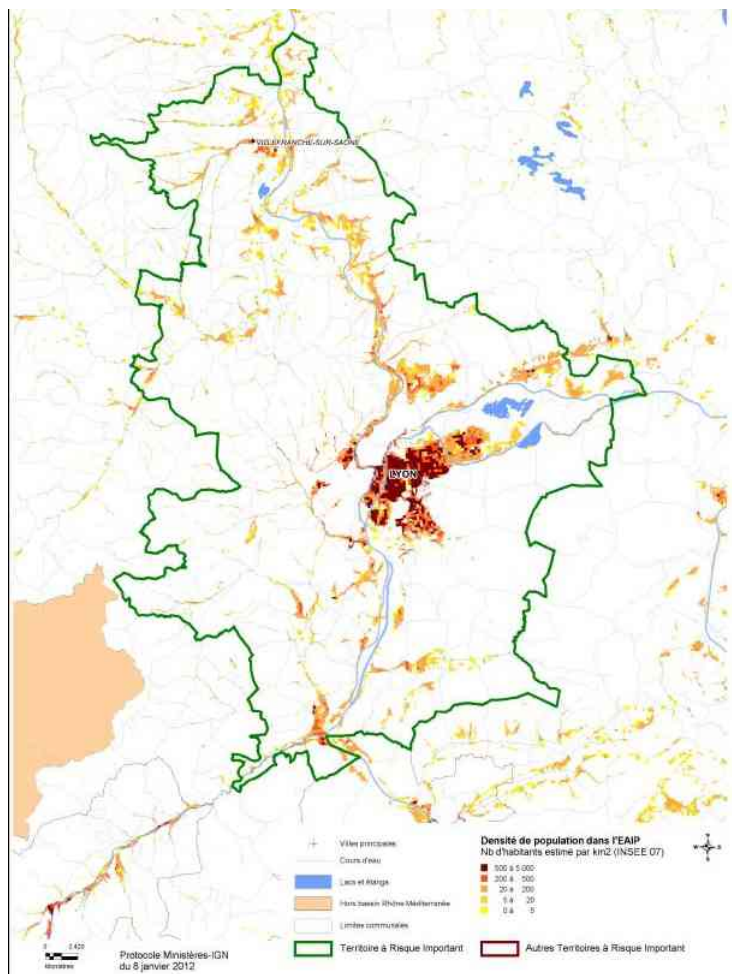 VILLEFRANCHE-SUR-SAONE
LYON
Villes principales
Cours d'eau
Lacs et étangs
Hors bassin Rhône Méditerranée
Limites communales
Territoire à Risque Important
Autres Territoires à Risque Important
Densité de population dans l'EAIP
Nb d'habitants estimé par km2 (INSEE 07)
500 à 5 000
200 à 500
20 à 200
5 à 20
0 à 5
N
W E
S
0
Kilomètres
Protocole Ministères-IGN
du 8 janvier 2012